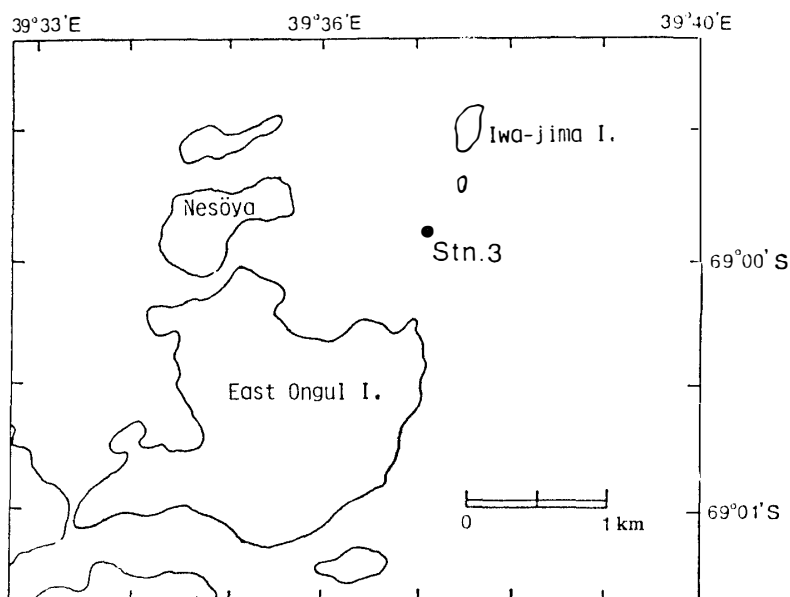 39°33'E 39°36'E 39°40'E
Iwa-jima I.
Nesöya
Stn.3
69°00'S
East Ongul I.
69°01'S
0 1 km